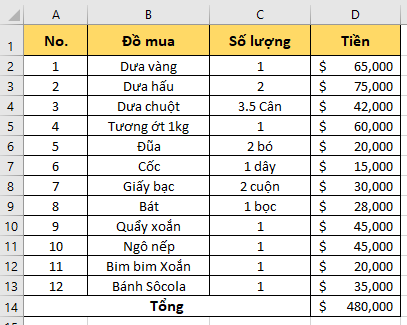 A B C D
1 No. Đồ mua Số lượng Tiền
2 1 Dưa vàng 1 $ 65,000
3 2 Dưa hấu 2 $ 75,000
4 3 Dưa chuột 3.5 Cân $ 42,000
5 4 Tương ớt 1kg 1 $ 60,000
6 5 Đũa 2 bó $ 20,000
7 6 Cốc 1 dây $ 15,000
8 7 Giấy bạc 2 cuộn $ 30,000
9 8 Bát 1 bọc $ 28,000
10 9 Quẩy xoắn 1 $ 45,000
11 10 Ngô nếp 1 $ 45,000
12 11 Bim bim Xoắn 1 $ 20,000
13 12 Bánh Sôcola 1 $ 35,000
14 Tổng $ 480,000